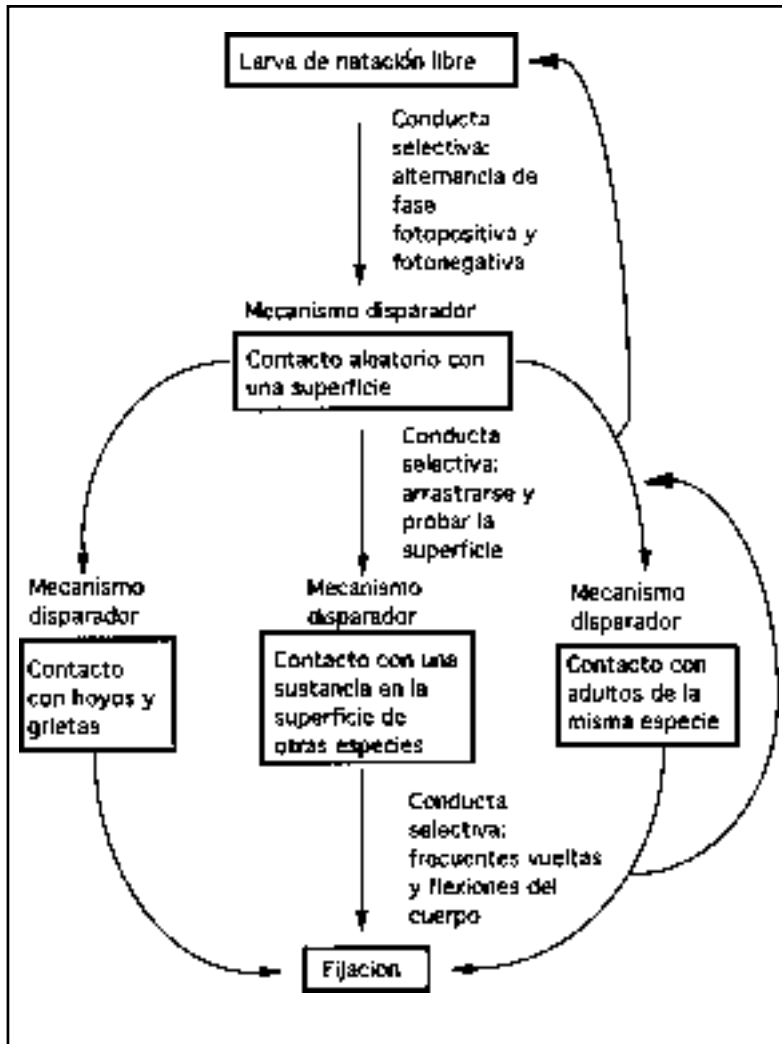 Larva de natación libre
Conducta
selectiva:
alternancia de
fase
fotopositiva y
fotonegativa
Mecanismo disparador
Contacto aleatorio con
una superficie
Conducta
selectiva:
arrastrarse y
probar la
superficie
Mecanismo
disparador
Contacto
con hoyos y
grietas
Mecanismo
disparador
Contacto con una
sustancia en la
superficie de
otras especies
Mecanismo
disparador
Contacto con
adultos de la
misma especie
Conducta
selectiva:
frecuentes vueltas
y flexiones del
cuerpo
Fijacion